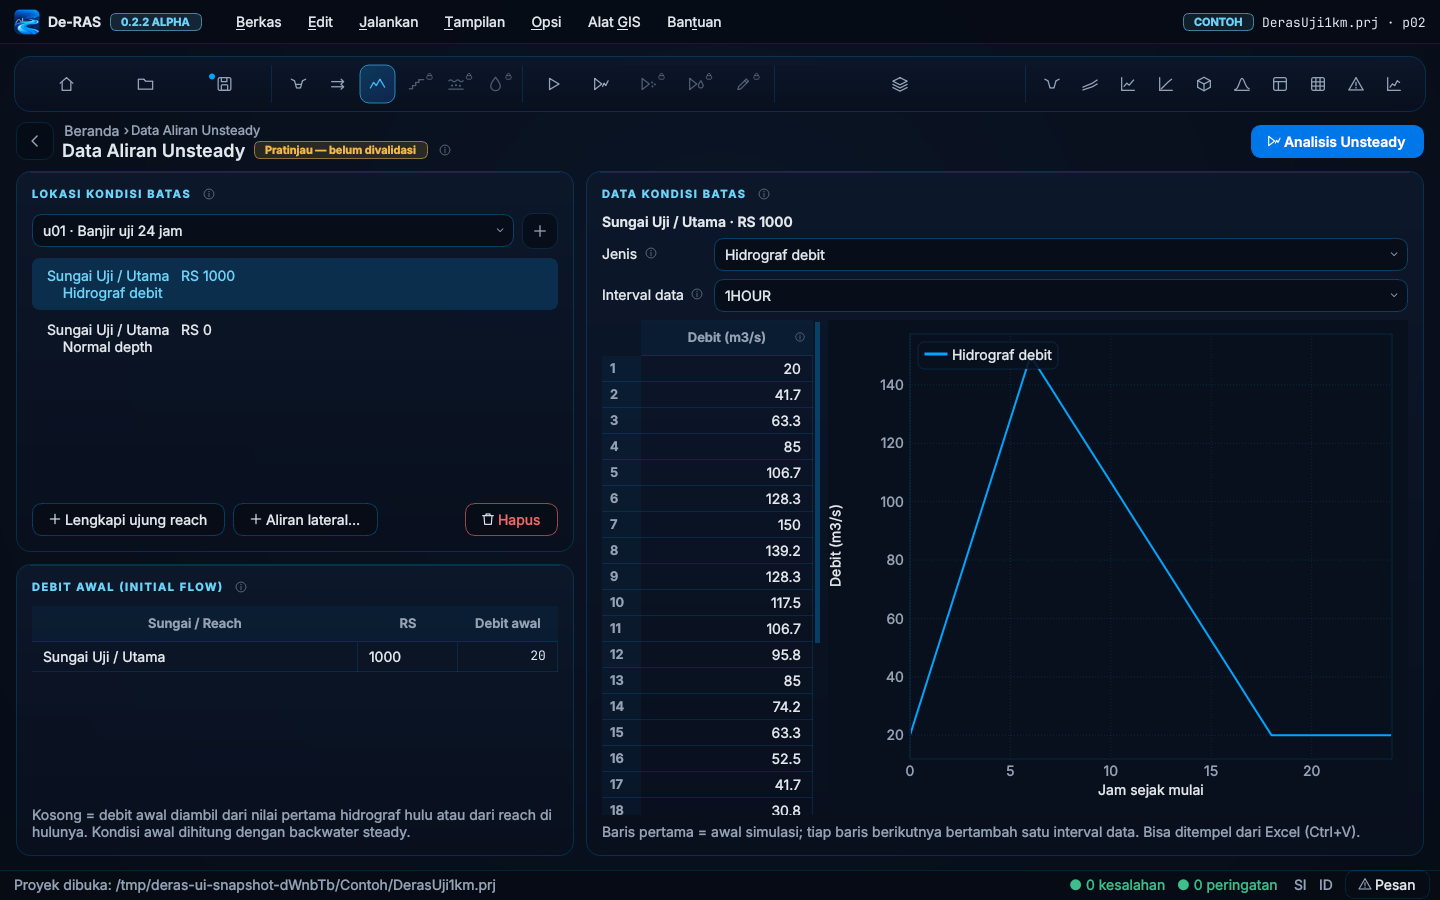 De-RAS 0.2.2 ALPHA Berkas Edit Jalankan Tampilan Opsi Alat GIS Bantuan CONTOH DerasUji1km.prj · p02
Beranda › Data Aliran Unsteady
Data Aliran Unsteady Pratinjau — belum divalidasi
Analisis Unsteady
LOKASI KONDISI BATAS
u01 · Banjir uji 24 jam
Sungai Uji / Utama RS 1000
Hidrograf debit
Sungai Uji / Utama RS 0
Normal depth
+ Lengkapi ujung reach + Aliran lateral... Hapus
DEBIT AWAL (INITIAL FLOW)
Sungai / Reach RS Debit awal
Sungai Uji / Utama 1000 20
Kosong = debit awal diambil dari nilai pertama hidrograf hulu atau dari reach di
hulunya. Kondisi awal dihitung dengan backwater steady.
DATA KONDISI BATAS
Sungai Uji / Utama · RS 1000
Jenis Hidrograf debit
Interval data 1HOUR
Debit (m3/s)
1 20
2 41.7
3 63.3
4 85
5 106.7
6 128.3
7 150
8 139.2
9 128.3
10 117.5
11 106.7
12 95.8
13 85
14 74.2
15 63.3
16 52.5
17 41.7
18 30.8
Hidrograf debit
Debit (m3/s)
140
120
100
80
60
40
20
0 5 10 15 20
Jam sejak mulai
Baris pertama = awal simulasi; tiap baris berikutnya bertambah satu interval data. Bisa ditempel dari Excel (Ctrl+V).
Proyek dibuka: /tmp/deras-ui-snapshot-dWnbTb/Contoh/DerasUji1km.prj 0 kesalahan 0 peringatan SI ID Pesan